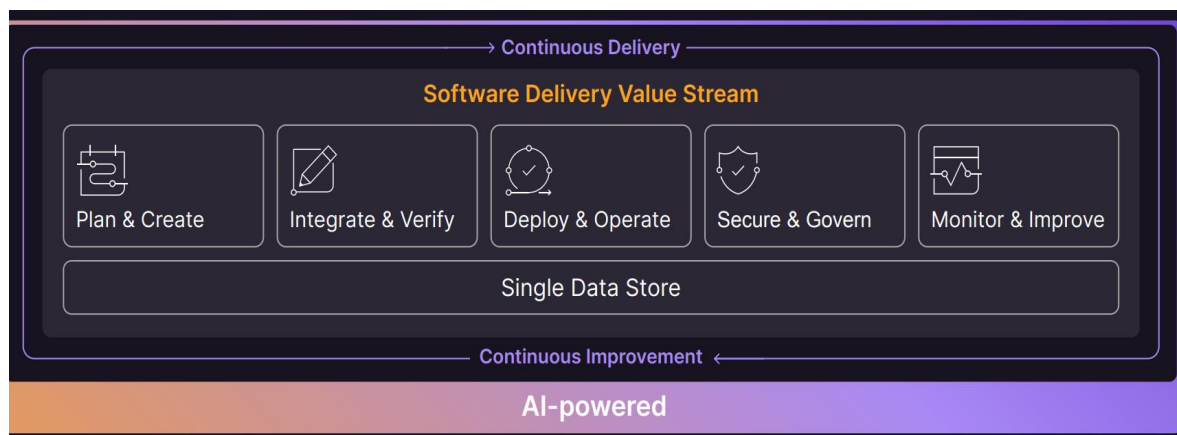 Continuous Delivery
Software Delivery Value Stream
Plan & Create
Integrate & Verify
Deploy & Operate
Secure & Govern
Monitor & Improve
Single Data Store
Continuous Improvement
AI-powered